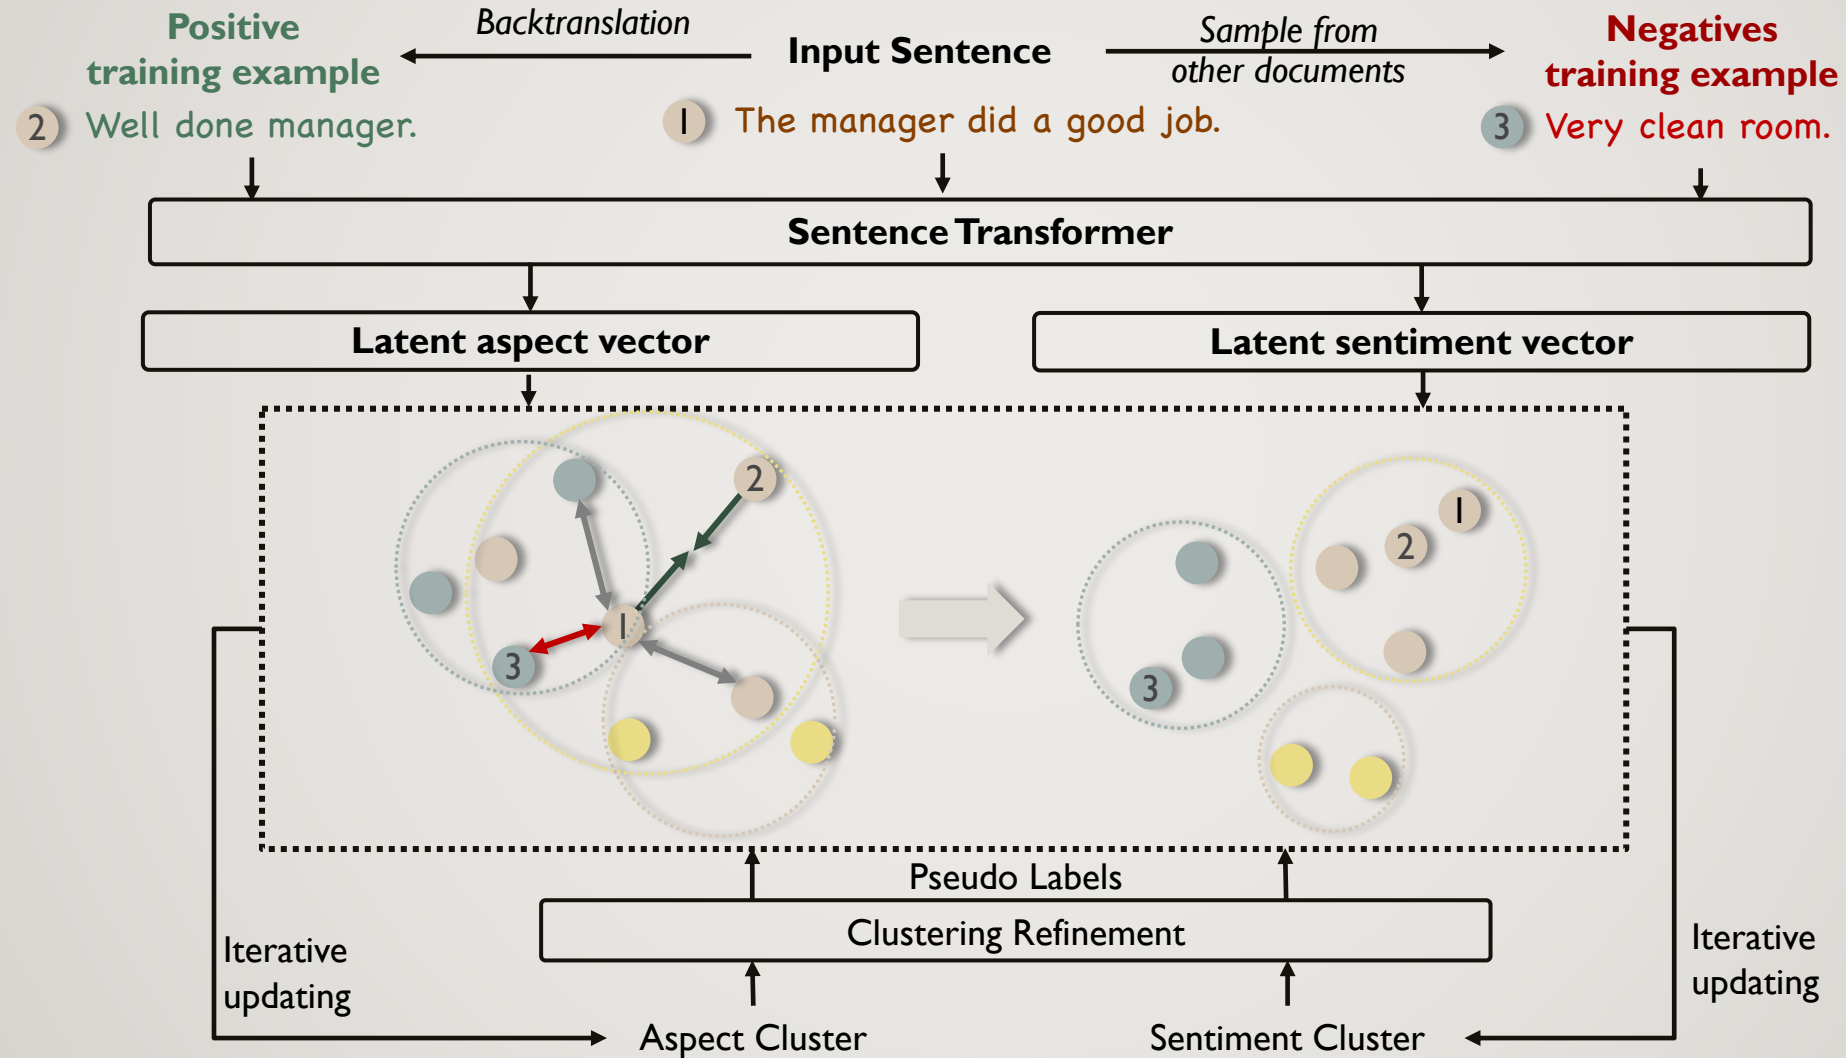 Positive
training example
Backtranslation
Input Sentence
Sample from
other documents
Negatives
training example
2 Well done manager.
1 The manager did a good job.
3 Very clean room.
Sentence Transformer
Latent aspect vector
Latent sentiment vector
2
1
3
1
2
3
Pseudo Labels
Clustering Refinement
Iterative
updating
Iterative
updating
Aspect Cluster
Sentiment Cluster